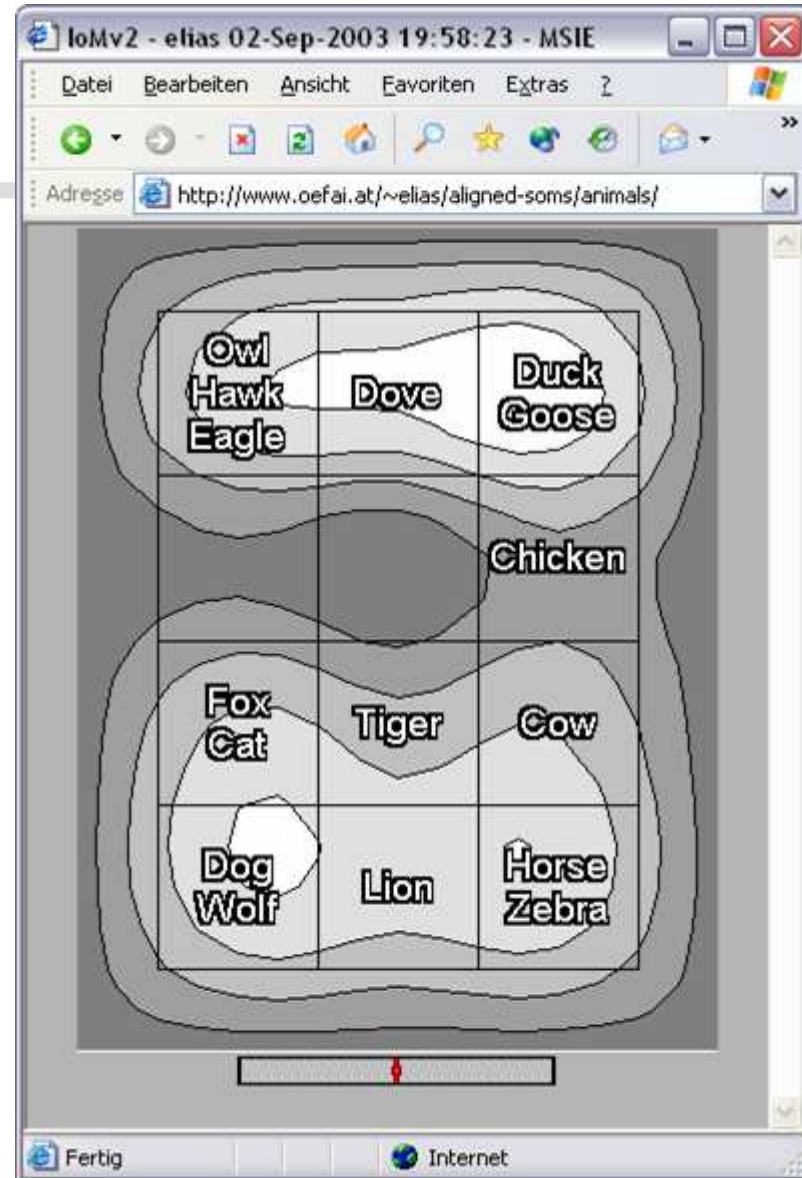 IoMv2 - elias 02-Sep-2003 19:58:23 - MSIE
Datei Bearbeiten Ansicht Favoriten Extras ?
»
Adresse http://www.oefai.at/~elias/aligned-soms/animals/
Owl
Hawk
Eagle
Dove
Duck
Goose
Chicken
Fox
Cat
Tiger
Cow
Dog
Wolf
Lion
Horse
Zebra
Fertig Internet